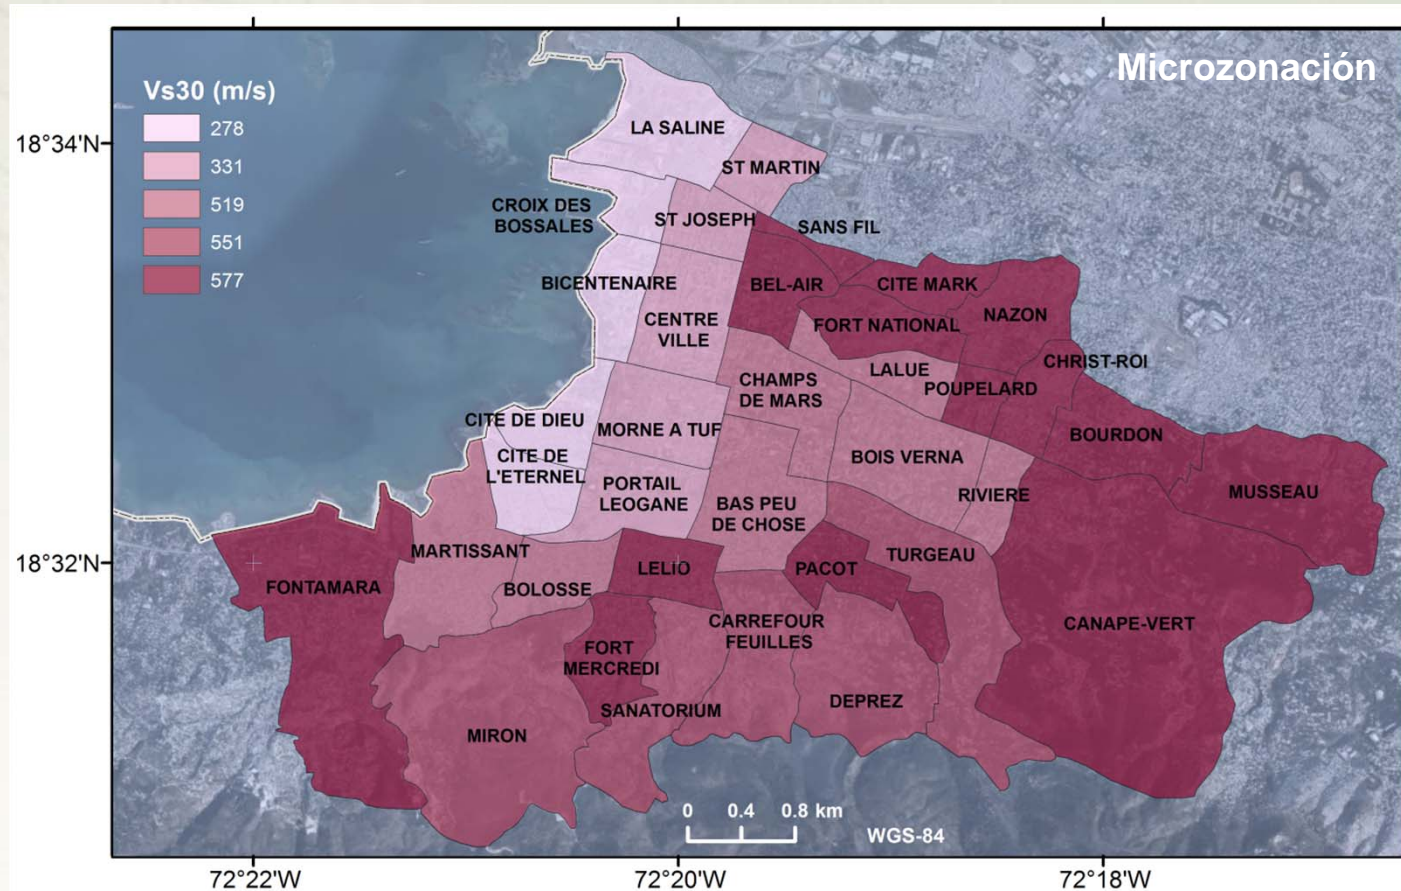 Microzonación
Vs30 (m/s)
278
331
519
551
577
18°34'N
18°32'N
LA SALINE
ST MARTIN
CROIX DES
BOSSALES
ST JOSEPH
SANS FIL
BICENTENAIRE
BEL-AIR
CITE MARK
CENTRE
VILLE
FORT NATIONAL
NAZON
CHRIST-ROI
LALUE
POUPELARD
CHAMPS
DE MARS
CITE DE DIEU
MORNE A TUF
BOURDON
CITE DE
L'ETERNEL
BOIS VERNA
PORTAIL
LEOGANE
RIVIERE
MUSSEAU
BAS PEU
DE CHOSE
MARTISSANT
TURGEAU
LELIO
PACOT
FONTAMARA
BOLOSSE
CARREFOUR
FEUILLES
CANAPE-VERT
FORT
MERCREDI
SANATORIUM
DEPREZ
MIRON
0 0.4 0.8 km
WGS-84
72°22'W
72°20'W
72°18'W